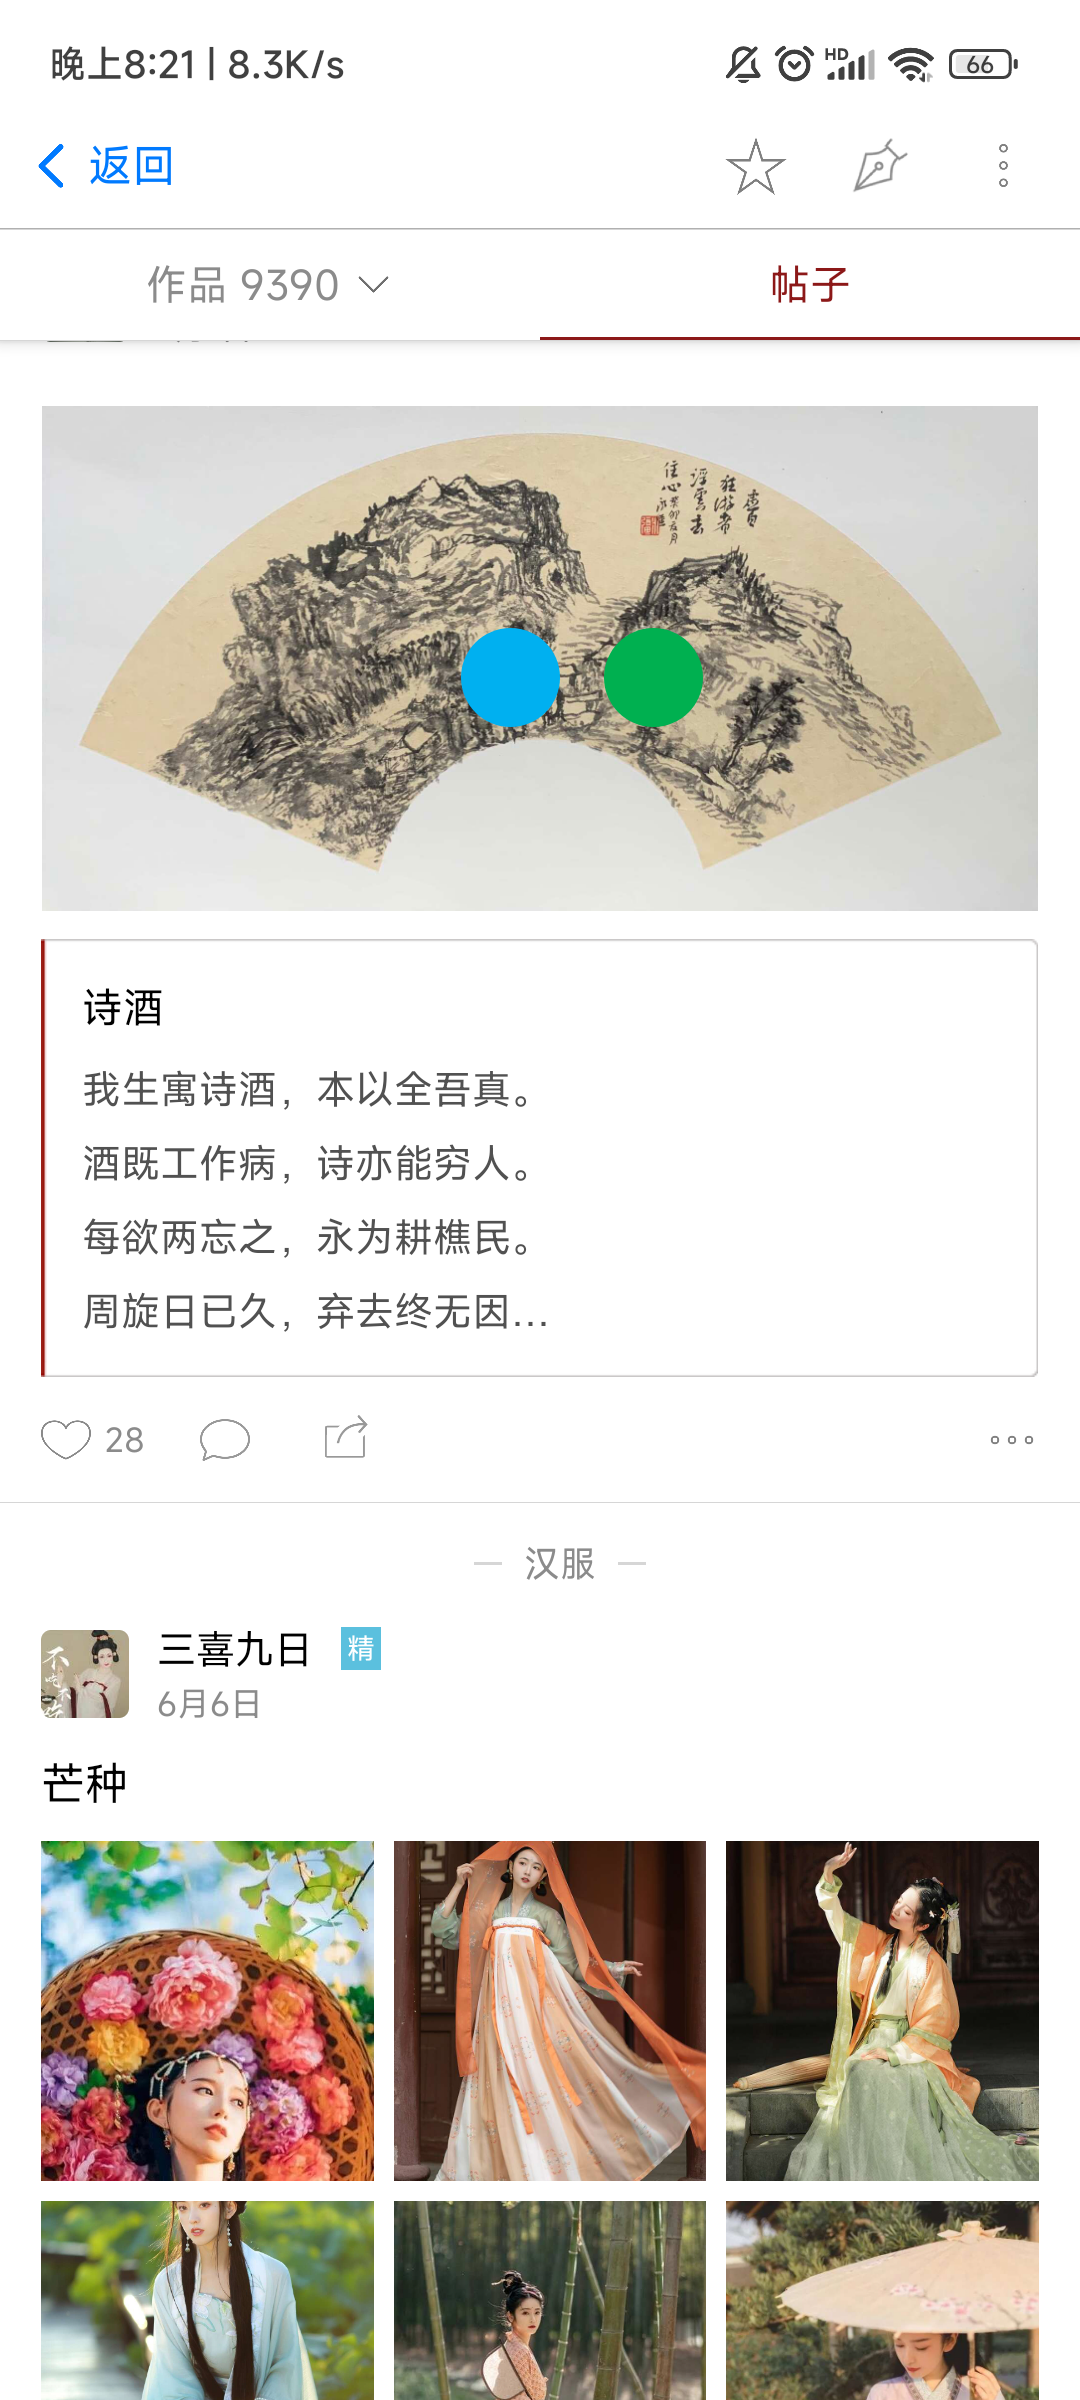 晚上8:21 | 8.3K/s
HD
66
返回
作品 9390
帖子
诗酒
我生寓诗酒，本以全吾真。
酒既工作病，诗亦能穷人。
每欲两忘之，永为耕樵民。
周旋日已久，弃去终无因...
28
汉服
三喜九日 精
6月6日
芒种